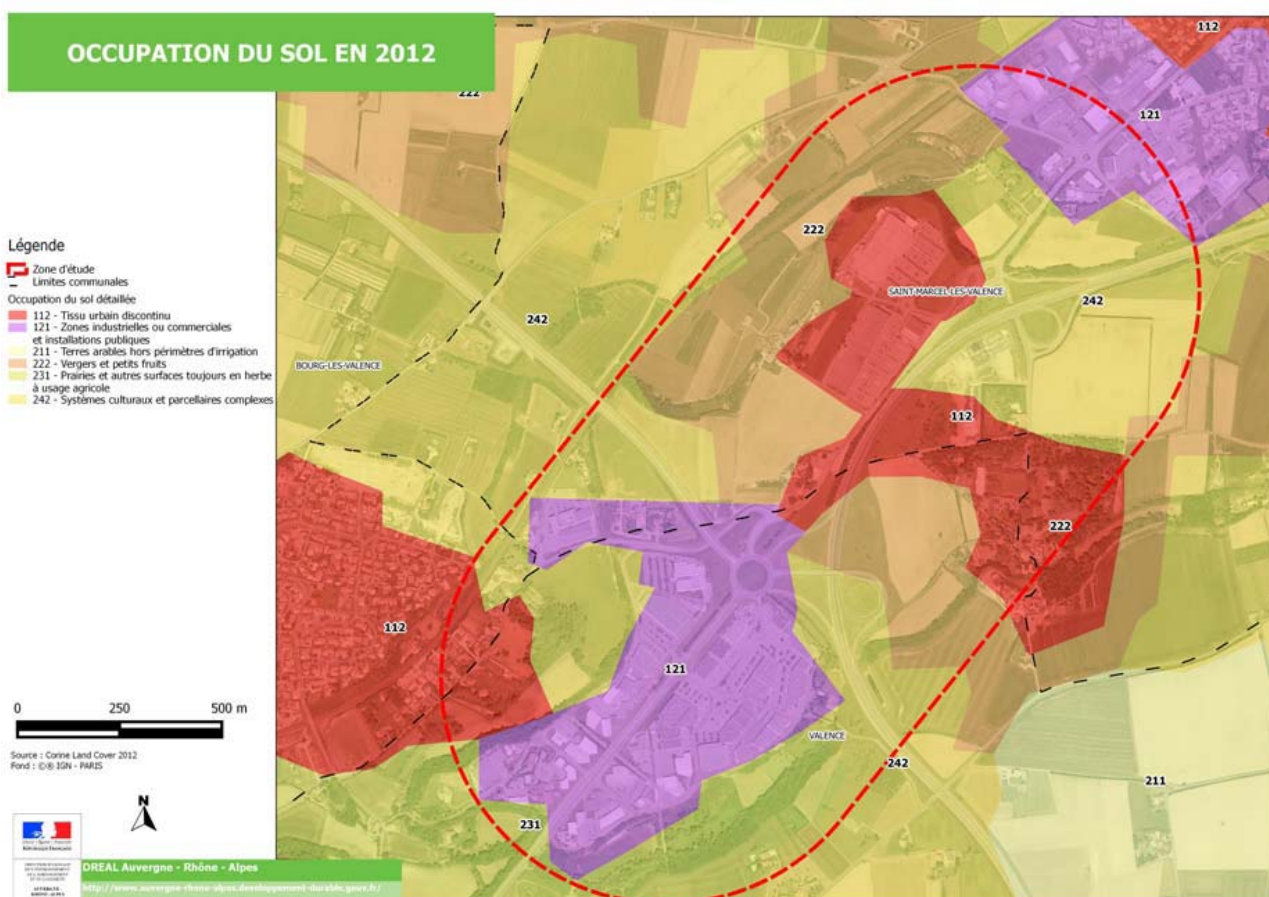 OCCUPATION DU SOL EN 2012
Légende
Zone d'étude
Limites communales
Occupation du sol détaillée
112 - Tissu urbain discontinu
121 - Zones industrielles ou commerciales
et installations publiques
211 - Terres arables hors périmètres d'irrigation
222 - Vergers et petits fruits
231 - Prairies et autres surfaces toujours en herbe
à usage agricole
242 - Systèmes culturaux et parcellaires complexes
0 250 500 m
Source : Corine Land Cover 2012
Fond : ©® IGN - PARIS
N
RÉPUBLIQUE FRANÇAISE
DREAL Auvergne - Rhône - Alpes
http://www.auvergne-rhone-alpes.developpement-durable.gouv.fr/
112
222
121
222
SAINT-MARCEL-LES-VALENCE
242
242
BOURG-LES-VALENCE
112
222
112
121
VALENCE
242
211
231